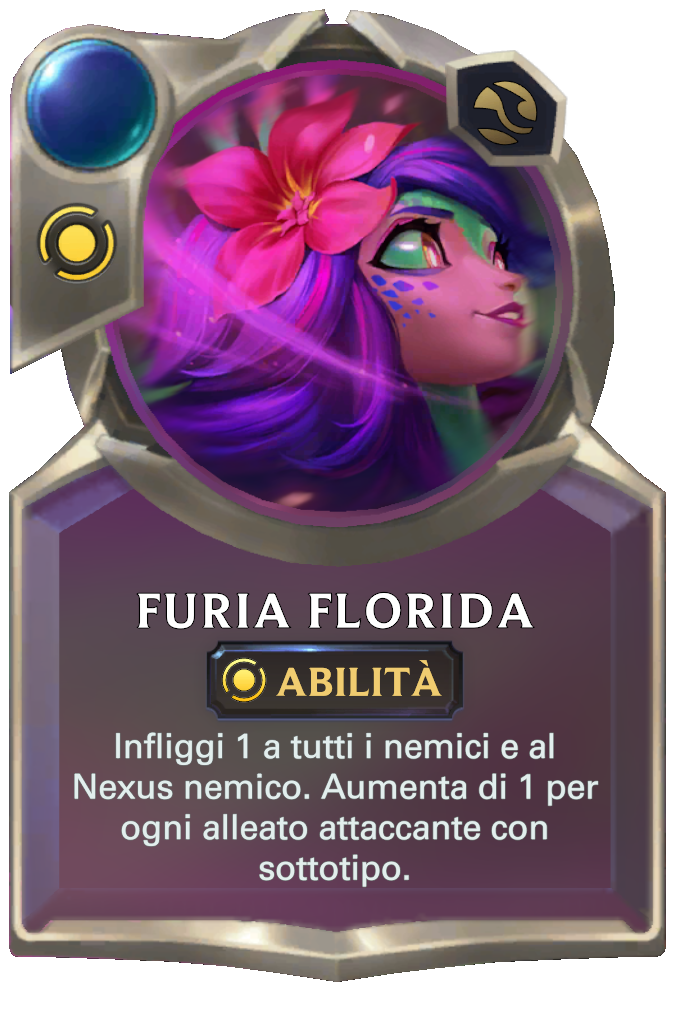 FURIA FLORIDA
ABILITÀ
Infliggi 1 a tutti i nemici e al
Nexus nemico. Aumenta di 1 per
ogni alleato attaccante con
sottotipo.